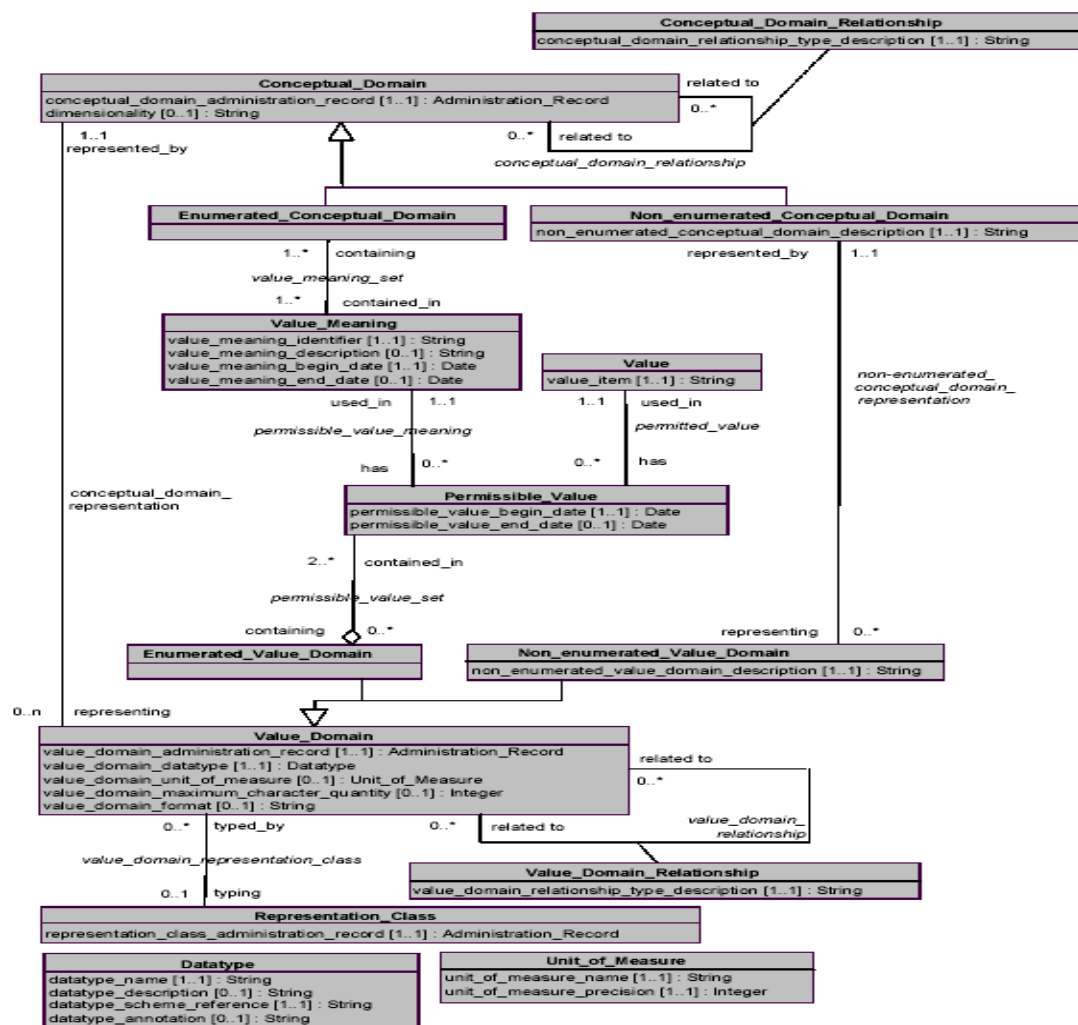 Conceptual_Domain_Relationship
conceptual_domain_relationship_type_description [1..1] : String
Conceptual_Domain
conceptual_domain_administration_record [1..1] : Administration_Record
dimensionality [0..1] : String
related to
0..*
1..1
represented_by
0..*
related to
conceptual_domain_relationship
Enumerated_Conceptual_Domain
Non_enumerated_Conceptual_Domain
non_enumerated_conceptual_domain_description [1..1] : String
1..*
containing
represented_by
1..1
value_meaning_set
1..*
contained_in
Value_Meaning
value_meaning_identifier [1..1] : String
value_meaning_description [0..1] : String
value_meaning_begin_date [1..1] : Date
value_meaning_end_date [0..1] : Date
Value
value_item [1..1] : String
non-enumerated_
conceptual_domain_
representation
used_in
1..1
1..1
used_in
permissible_value_meaning
permitted_value
has
0..*
0..*
has
conceptual_domain_
representation
Permissible_Value
permissible_value_begin_date [1..1] : Date
permissible_value_end_date [0..1] : Date
2..*
contained_in
permissible_value_set
containing
0..*
representing
0..*
Enumerated_Value_Domain
Non_enumerated_Value_Domain
non_enumerated_value_domain_description [1..1] : String
0..n
representing
Value_Domain
value_domain_administration_record [1..1] : Administration_Record
value_domain_datatype [1..1] : Datatype
value_domain_unit_of_measure [0..1] : Unit_of_Measure
value_domain_maximum_character_quantity [0..1] : Integer
value_domain_format [0..1] : String
related to
0..*
0..*
typed_by
0..*
related to
value_domain_
relationship
value_domain_representation_class
Value_Domain_Relationship
value_domain_relationship_type_description [1..1] : String
0..1
typing
Representation_Class
representation_class_administration_record [1..1] : Administration_Record
Datatype
datatype_name [1..1] : String
datatype_description [0..1] : String
datatype_scheme_reference [1..1] : String
datatype_annotation [0..1] : String
Unit_of_Measure
unit_of_measure_name [1..1] : String
unit_of_measure_precision [1..1] : Integer